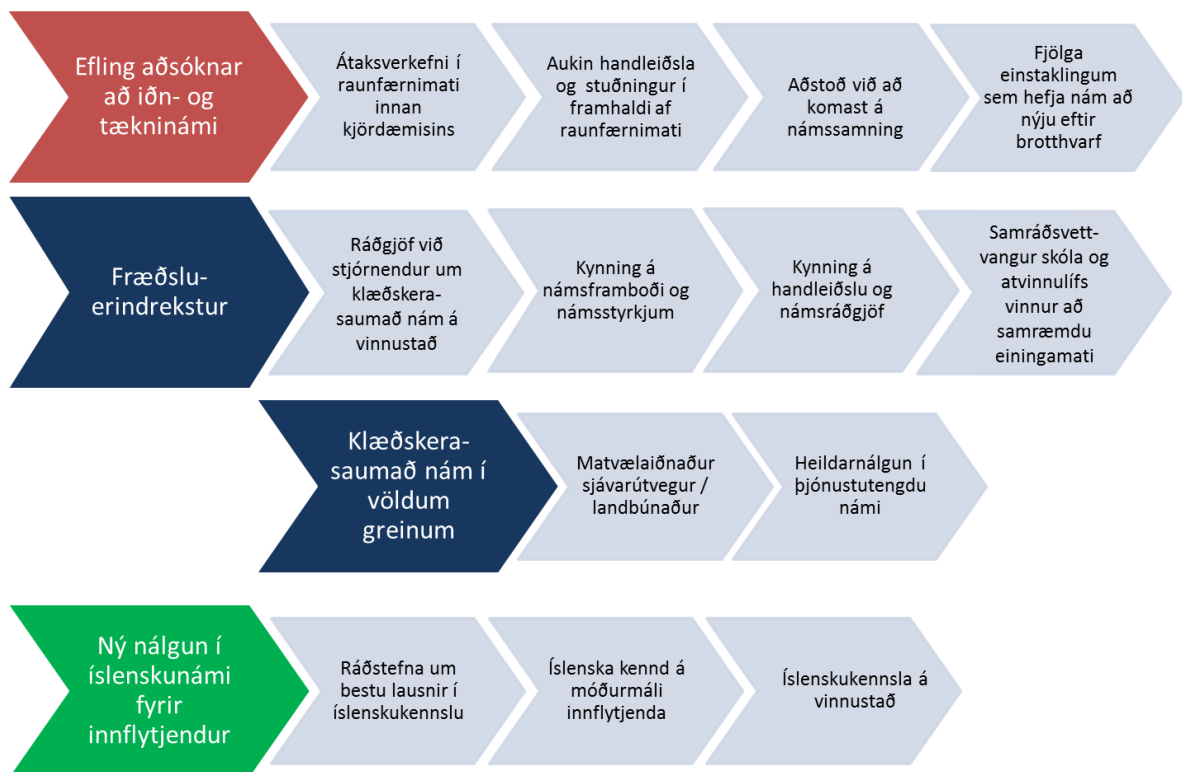 Efling aðsóknar
að iðn- og
tækninámi
Átaksverkefni í
raunfærnimati
innan
kjördæmisins
Aukin handleiðsla
og stuðningur í
framhaldi af
raunfærnimati
Aðstoð við að
komast á
námssamning
Fjölga
einstaklingum
sem hefja nám að
nýju eftir
brotthvarf
Fræðslu-
erindrekstur
Ráðgjöf við
stjórnendur um
klæðskera-
saumað nám á
vinnustað
Kynning á
námsframboði og
námsstyrkjum
Kynning á
handleiðslu og
námsráðgjöf
Samráðsvett-
vangur skóla og
atvinnulífs
vinnur að
samræmdu
einingamati
Klæðskera-
saumað nám í
völdum
greinum
Matvælaiðnaður
sjávarútvegur /
landbúnaður
Heildarnálgun í
þjónustutengdu
námi
Ný nálgun í
íslenskunámi
fyrir
innflytjendur
Ráðstefna um
bestu lausnir í
íslenskukennslu
Íslenska kennd á
móðurmáli
innflytjenda
Íslenskukennsla á
vinnustað